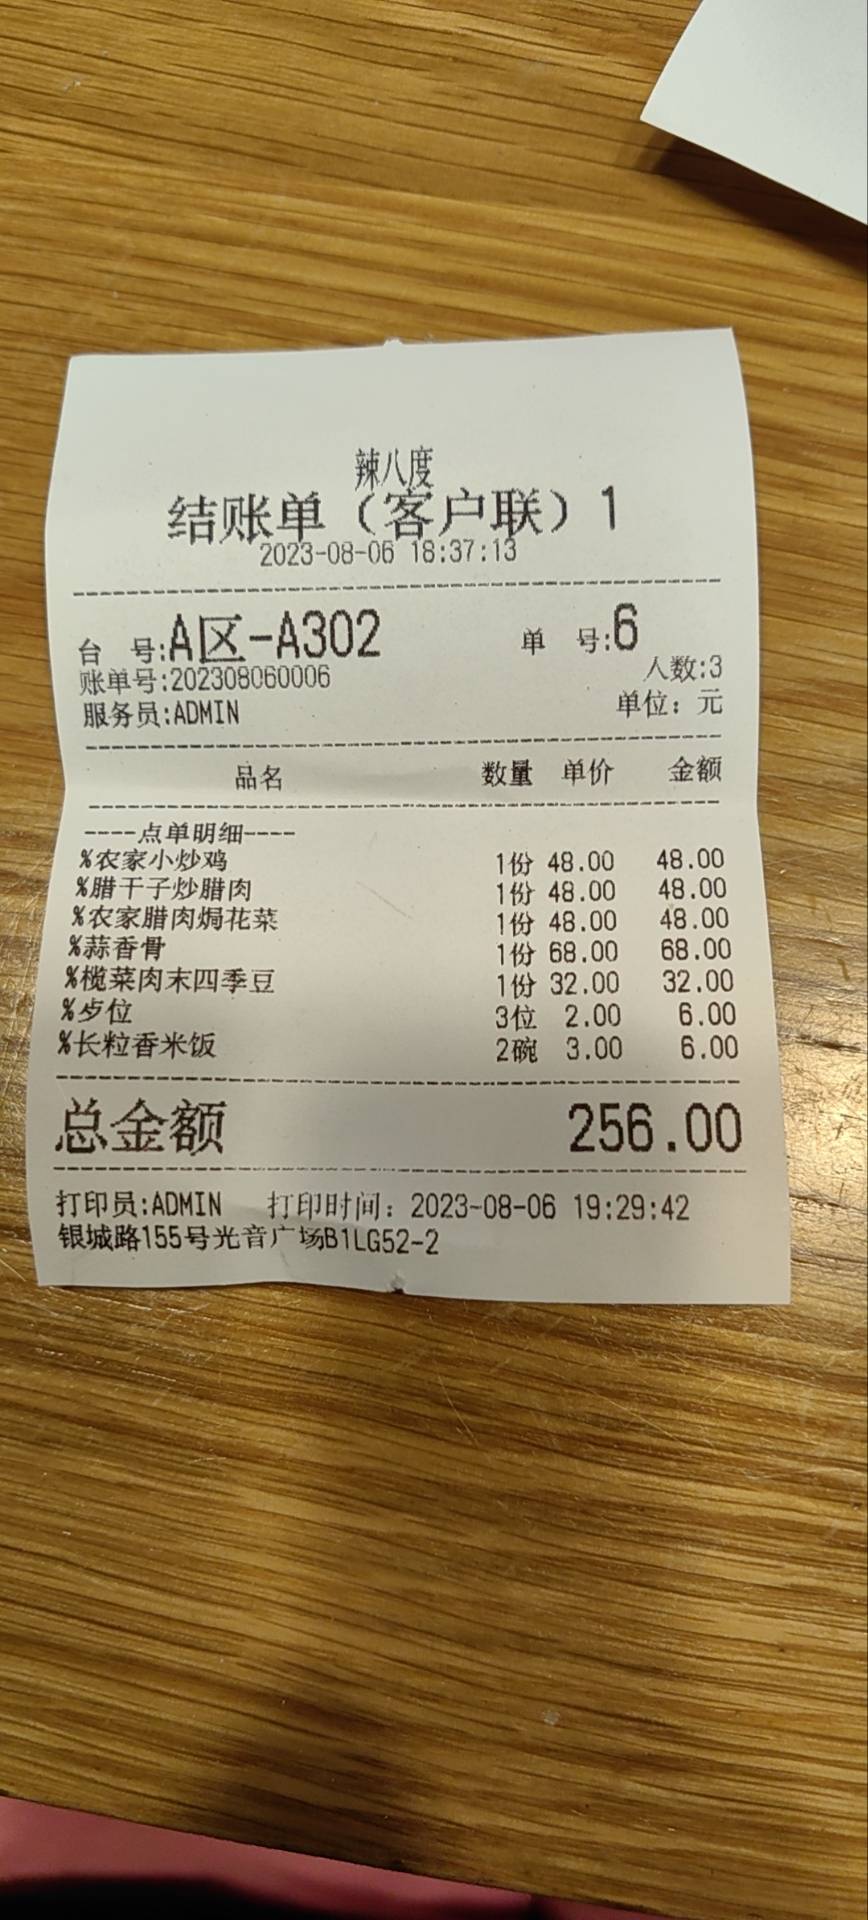 辣八度
结账单（客户联）1
2023-08-06 18:37:13
台 号:A区-A302 单 号:6
账单号:202308060006 人数:3
服务员:ADMIN 单位：元
品名 数量 单价 金额
----点单明细----
%农家小炒鸡 1份 48.00 48.00
%腊干子炒腊肉 1份 48.00 48.00
%农家腊肉焗花菜 1份 48.00 48.00
%蒜香骨 1份 68.00 68.00
%榄菜肉末四季豆 1份 32.00 32.00
%歺位 3位 2.00 6.00
%长粒香米饭 2碗 3.00 6.00
总金额 256.00
打印员:ADMIN 打印时间：2023-08-06 19:29:42
银城路155号光音广场B1LG52-2